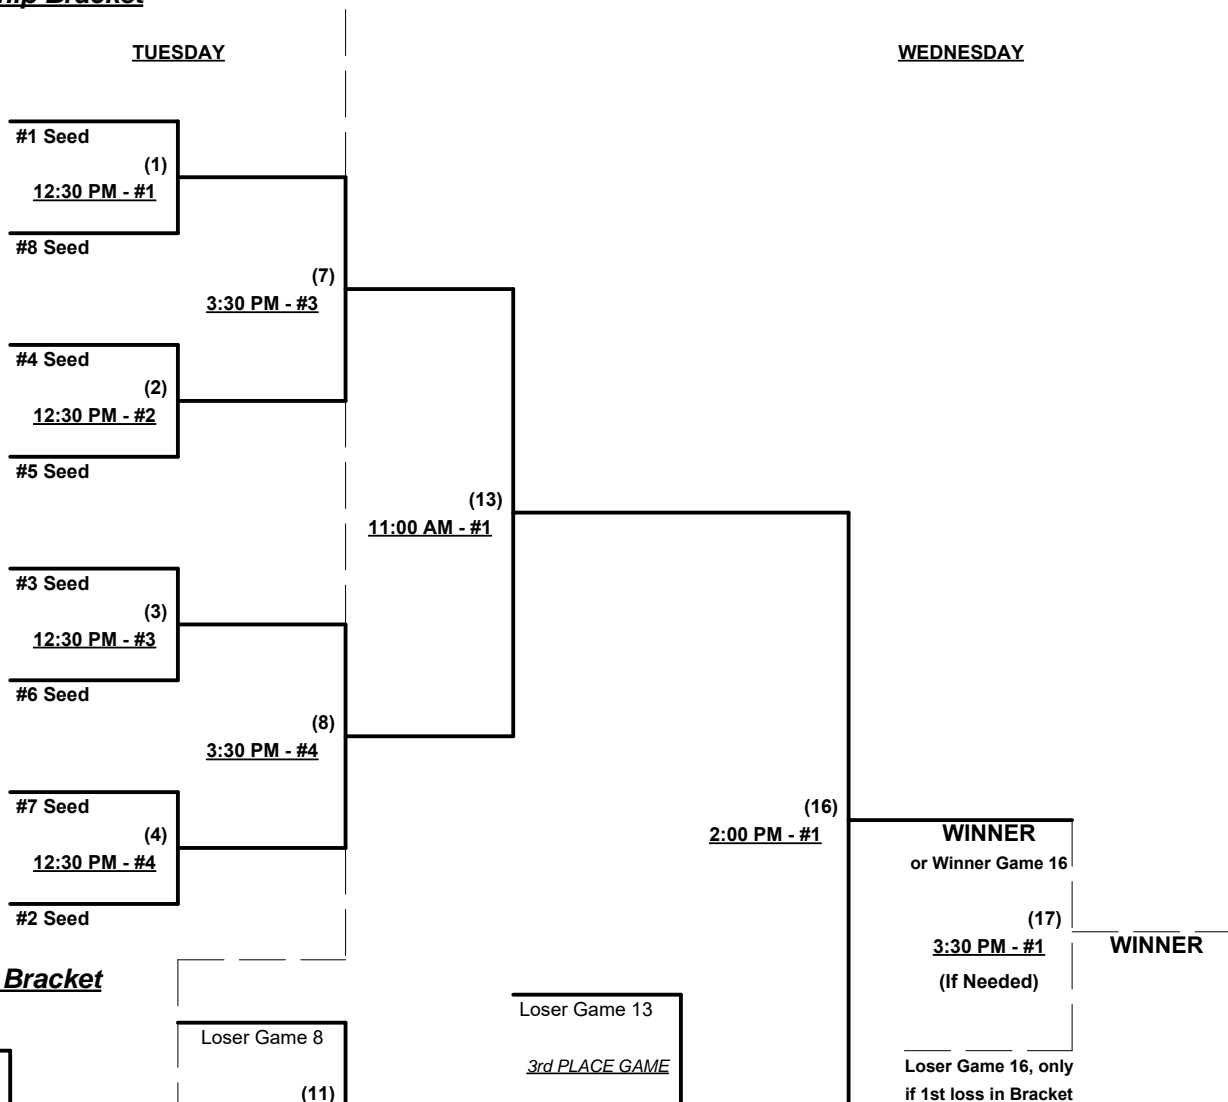 Bracket
TUESDAY
WEDNESDAY
#1 Seed
(1)
12:30 PM - #1
#8 Seed
(7)
3:30 PM - #3
#4 Seed
(2)
12:30 PM - #2
#5 Seed
(13)
11:00 AM - #1
#3 Seed
(3)
12:30 PM - #3
#6 Seed
(8)
3:30 PM - #4
#7 Seed
(4)
12:30 PM - #4
#2 Seed
(16)
2:00 PM - #1
WINNER
or Winner Game 16
(17)
3:30 PM - #1
(If Needed)
WINNER
Bracket
Loser Game 13
Loser Game 8
3rd PLACE GAME
(11)
Loser Game 16, only
if 1st loss in Bracket